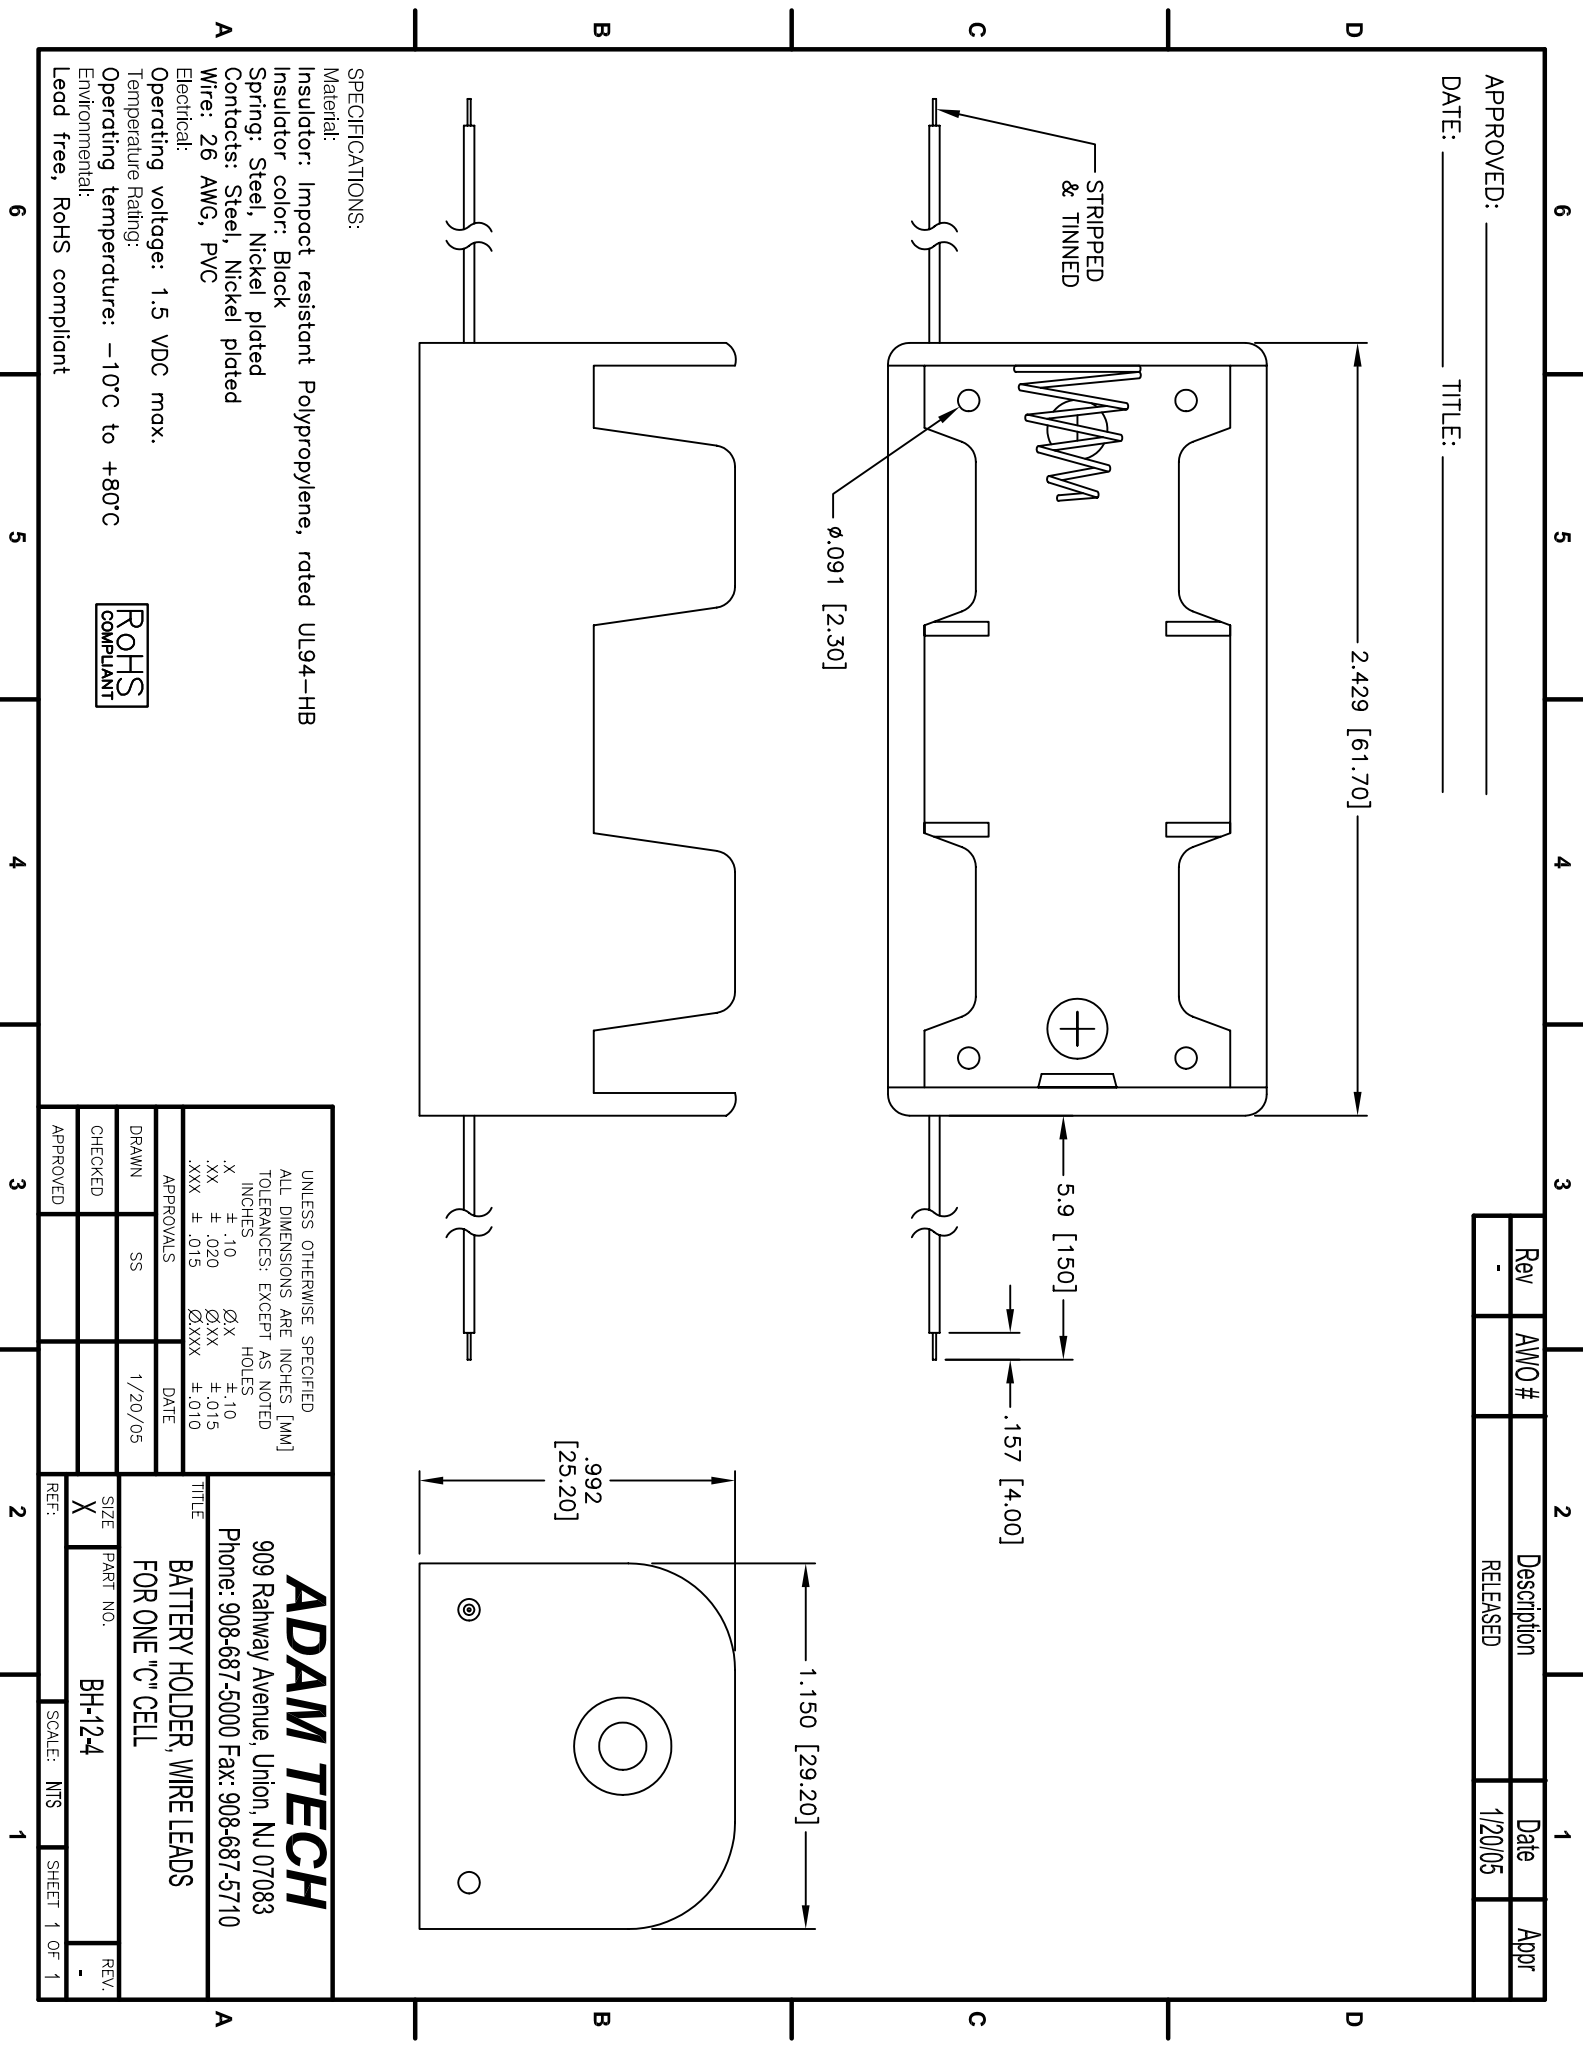 6
5
4
3
2
1
D
C
B
A
D
C
B
A
6
5
4
3
2
1
APPROVED:
DATE:
TITLE:
Rev
AWO #
Description
Date
Appr
-
RELEASED
1/20/05
STRIPPED
& TINNED
2.429 [61.70]
Ø.091 [2.30]
5.9 [150]
.157 [4.00]
1.150 [29.20]
.992
[25.20]
SPECIFICATIONS:
Material:
Insulator: Impact resistant Polypropylene, rated UL94-HB
Insulator color: Black
Spring: Steel, Nickel plated
Contacts: Steel, Nickel plated
Wire: 26 AWG, PVC
Electrical:
Operating voltage: 1.5 VDC max.
Temperature Rating:
Operating temperature: -10°C to +80°C
Environmental:
Lead free, RoHS compliant
RoHS
COMPLIANT
UNLESS OTHERWISE SPECIFIED
ALL DIMENSIONS ARE INCHES [MM]
TOLERANCES: EXCEPT AS NOTED
INCHES HOLES
.X ± .10 Ø.X ±.10
.XX ± .020 Ø.XX ±.015
.XXX ± .015 Ø.XXX ±.010
APPROVALS DATE
DRAWN SS 1/20/05
CHECKED
APPROVED
ADAM TECH
909 Rahway Avenue, Union, NJ 07083
Phone: 908-687-5000 Fax: 908-687-5710
TITLE
BATTERY HOLDER, WIRE LEADS
FOR ONE "C" CELL
SIZE
X
PART NO.
BH-12-4
REV.
-
REF:
SCALE: NTS
SHEET 1 OF 1